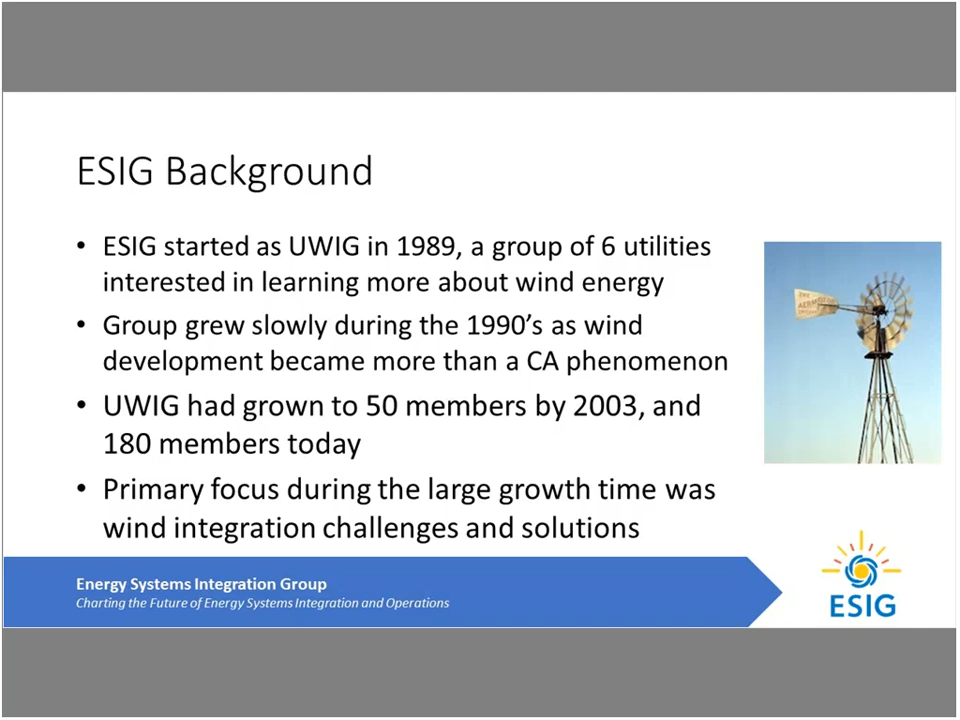 ESIG Background
• ESIG started as UWIG in 1989, a group of 6 utilities
interested in learning more about wind energy
• Group grew slowly during the 1990’s as wind
development became more than a CA phenomenon
• UWIG had grown to 50 members by 2003, and
180 members today
• Primary focus during the large growth time was
wind integration challenges and solutions
Energy Systems Integration Group
Charting the Future of Energy Systems Integration and Operations
ESIG